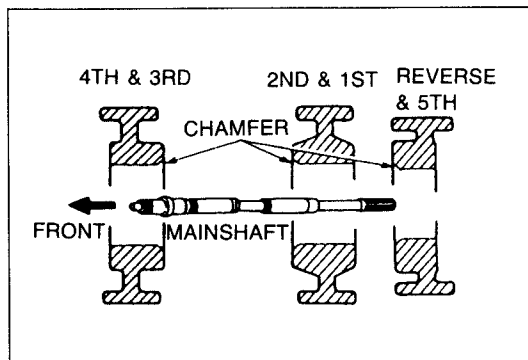 4TH & 3RD
2ND & 1ST
REVERSE
& 5TH
CHAMFER
FRONT
MAINSHAFT